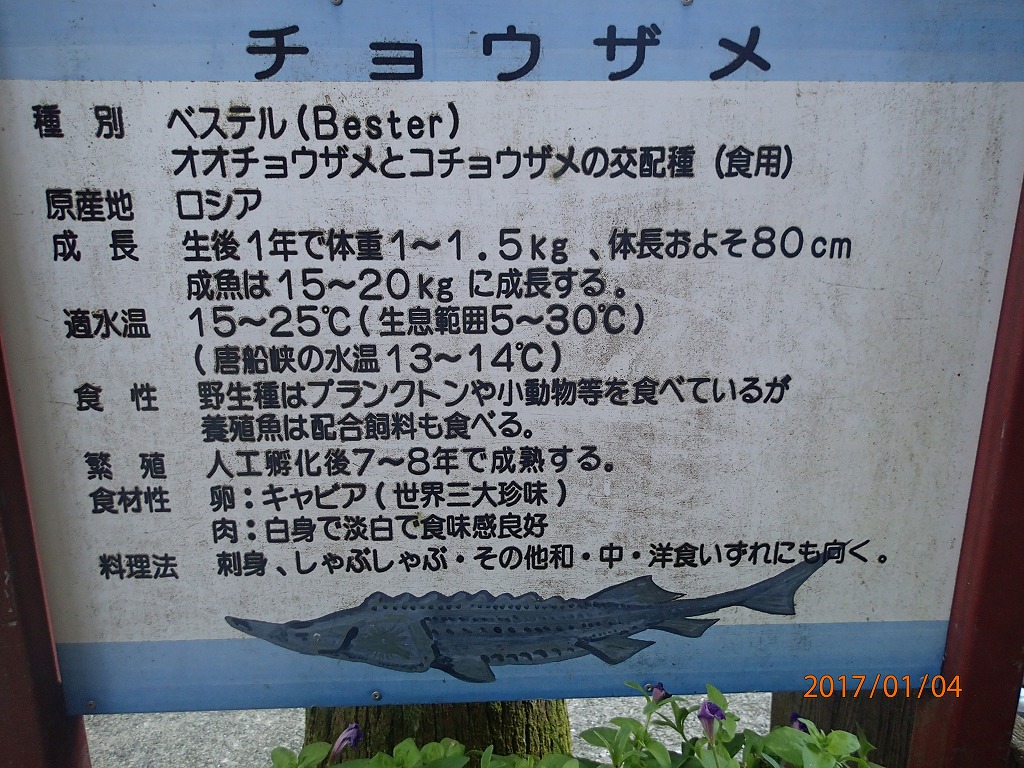 チョウザメ
種別 ベステル(Bester)
オオチョウザメとコチョウザメの交配種(食用)
原産地 ロシア
成長 生後1年で体重1～1.5kg、体長およそ80cm
成魚は15～20kgに成長する。
適水温 15～25℃(生息範囲5～30℃)
(唐船峡の水温13～14℃)
食性 野生種はプランクトンや小動物等を食べているが
養殖魚は配合飼料も食べる。
繁殖 人工孵化後7～8年で成熟する。
食材性 卵：キャビア(世界三大珍味)
肉：白身で淡白で食味感良好
料理法 刺身、しゃぶしゃぶ・その他和・中・洋食いずれにも向く。
2017/01/04